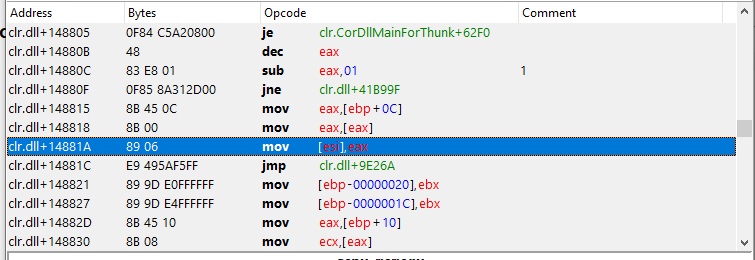 Address Bytes Opcode Comment
clr.dll+148805 0F84 C5A20800 je clr.CorDllMainForThunk+62F0
clr.dll+14880B 48 dec eax
clr.dll+14880C 83 E8 01 sub eax,01 1
clr.dll+14880F 0F85 8A312D00 jne clr.dll+41B99F
clr.dll+148815 8B 45 0C mov eax,[ebp+0C]
clr.dll+148818 8B 00 mov eax,[eax]
clr.dll+14881A 89 06 mov [esi],eax
clr.dll+14881C E9 495AF5FF jmp clr.dll+9E26A
clr.dll+148821 89 9D E0FFFFFF mov [ebp-00000020],ebx
clr.dll+148827 89 9D E4FFFFFF mov [ebp-0000001C],ebx
clr.dll+14882D 8B 45 10 mov eax,[ebp+10]
clr.dll+148830 8B 08 mov ecx,[eax]